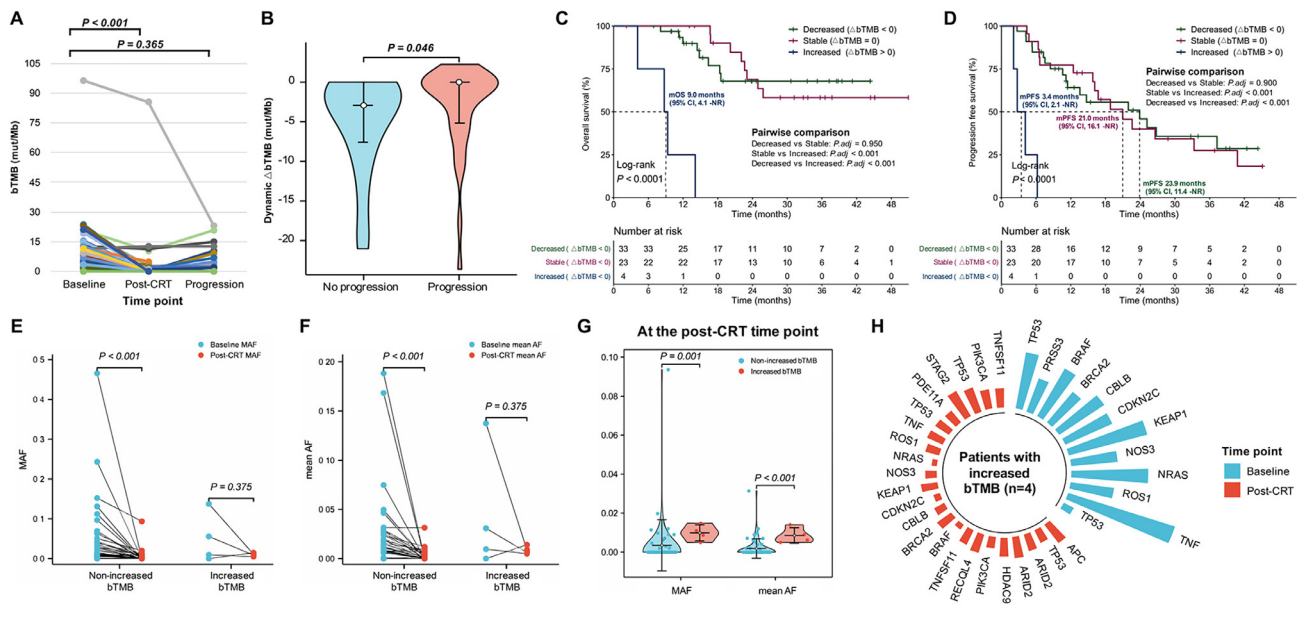 A
P < 0.001
P = 0.365
105
90
75
60
45
30
15
0
bTMB (mut/Mb)
Baseline
Post-CRT
Progression
Time point
B
P = 0.046
0
-5
-10
-15
-20
Dynamic △bTMB (mut/Mb)
No progression
Progression
C
100
75
50
25
0
Overall survival (%)
Decreased (△bTMB < 0)
Stable (△bTMB = 0)
Increased (△bTMB > 0)
mOS 9.0 months
(95% CI, 4.1 -NR)
Pairwise comparison
Decreased vs Stable: P.adj = 0.950
Stable vs Increased: P.adj < 0.001
Decreased vs Increased: P.adj < 0.001
Log-rank
P < 0.0001
0 6 12 18 24 30 36 42 48
Time (months)
Number at risk
Decreased (△bTMB < 0) 33 33 25 17 11 10 7 2 0
Stable (△bTMB = 0) 23 22 22 17 13 10 6 4 1
Increased (△bTMB < 0) 4 3 1 0 0 0 0 0 0
0 6 12 18 24 30 36 42 48
Time (months)
D
100
75
50
25
0
Progression free survival (%)
Decreased (△bTMB < 0)
Stable (△bTMB = 0)
Increased (△bTMB > 0)
Pairwise comparison
Decreased vs Stable: P.adj = 0.900
Stable vs Increased: P.adj < 0.001
Decreased vs Increased: P.adj < 0.001
mPFS 3.4 months
(95% CI, 2.1 -NR)
mPFS 21.0 months
(95% CI, 16.1 -NR)
Log-rank
P < 0.0001
mPFS 23.9 months
(95% CI, 11.4 -NR)
0 6 12 18 24 30 36 42 48
Time (months)
Number at risk
Decreased (△bTMB < 0) 33 28 16 12 9 7 5 2 0
Stable (△bTMB = 0) 23 20 17 10 7 5 4 2 0
Increased (△bTMB < 0) 4 1 0 0 0 0 0 0 0
0 6 12 18 24 30 36 42 48
Time (months)
E
Baseline MAF
Post-CRT MAF
P < 0.001
P = 0.375
0.5
0.4
0.3
0.2
0.1
0.0
MAF
Non-increased
bTMB
Increased
bTMB
F
Baseline mean AF
Post-CRT mean AF
P < 0.001
P = 0.375
0.20
0.15
0.10
0.05
0.00
mean AF
Non-increased
bTMB
Increased
bTMB
G
At the post-CRT time point
P = 0.001
P < 0.001
Non-increased bTMB
Increased bTMB
0.10
0.08
0.06
0.04
0.02
0.00
MAF
mean AF
H
TP53
PRSS3
BRAF
BRCA2
CBLB
CDKN2C
KEAP1
NOS3
NRAS
ROS1
TP53
TNF
APC
TP53
ARID2
ARID2
HDAC9
PIK3CA
RECQL4
TNFSF11
BRAF
BRCA2
CBLB
CDKN2C
KEAP1
NOS3
NRAS
ROS1
TNF
TP53
PDE11A
STAG2
TP53
PIK3CA
TNFSF11
Patients with
increased
bTMB (n=4)
Time point
Baseline
Post-CRT